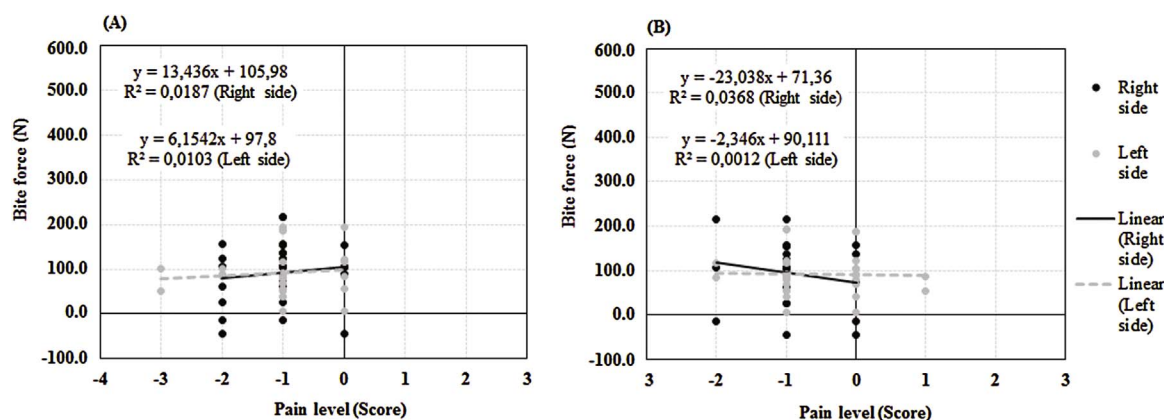 (A)
600.0
500.0
400.0
300.0
200.0
100.0
0.0
-100.0
Bite force (N)
y = 13,436x + 105,98
R² = 0,0187 (Right side)
y = 6,1542x + 97,8
R² = 0,0103 (Left side)
-4 -3 -2 -1 0 1 2 3
Pain level (Score)
(B)
600.0
500.0
400.0
300.0
200.0
100.0
0.0
-100.0
Bite force (N)
y = -23,038x + 71,36
R² = 0,0368 (Right side)
y = -2,346x + 90,111
R² = 0,0012 (Left side)
3 -2 -1 0 1 2 3
Pain level (Score)
Right
side
Left
side
Linear
(Right
side)
Linear
(Left
side)